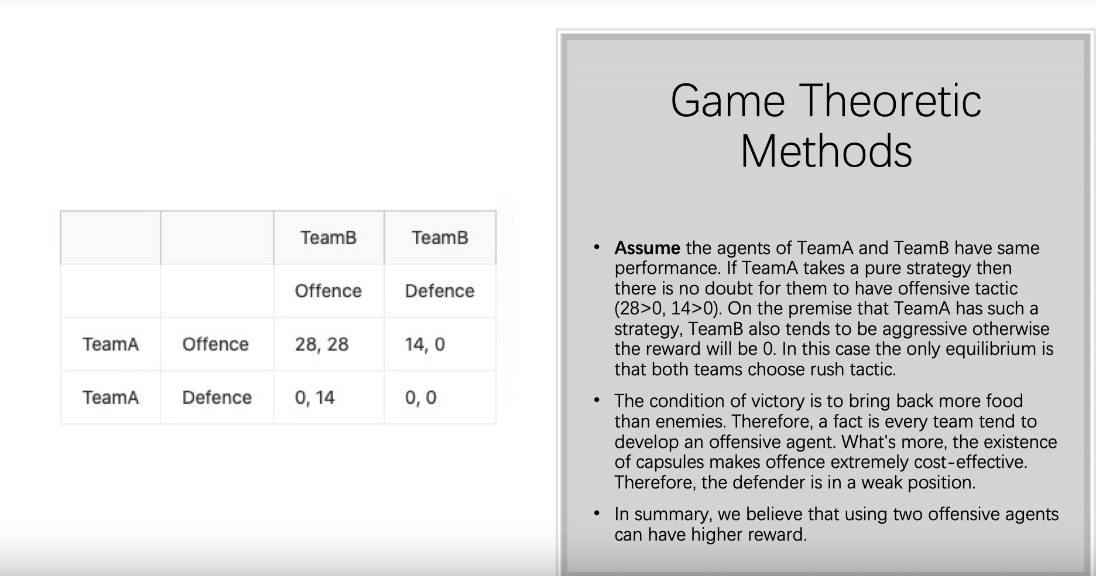 TeamB TeamB
Offence Defence
TeamA Offence 28, 28 14, 0
TeamA Defence 0, 14 0, 0
Game Theoretic
Methods
• Assume the agents of TeamA and TeamB have same
performance. If TeamA takes a pure strategy then
there is no doubt for them to have offensive tactic
(28>0, 14>0). On the premise that TeamA has such a
strategy, TeamB also tends to be aggressive otherwise
the reward will be 0. In this case the only equilibrium is
that both teams choose rush tactic.
• The condition of victory is to bring back more food
than enemies. Therefore, a fact is every team tend to
develop an offensive agent. What's more, the existence
of capsules makes offence extremely cost-effective.
Therefore, the defender is in a weak position.
• In summary, we believe that using two offensive agents
can have higher reward.